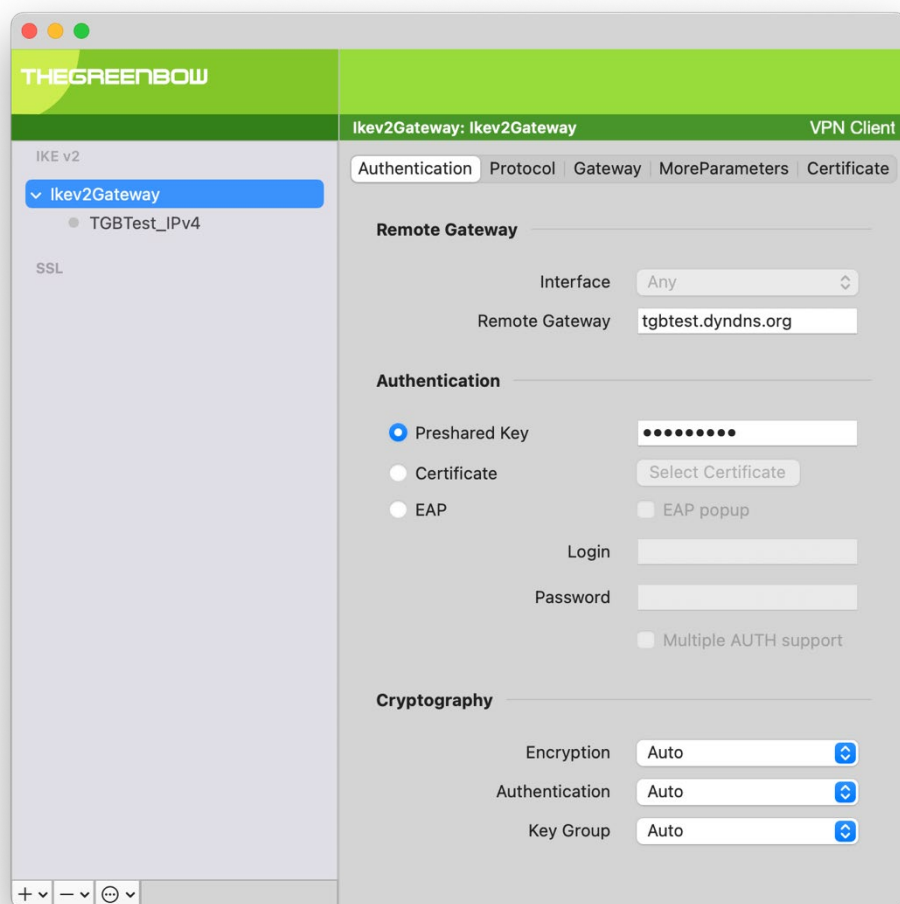 THEGREENBOW
Ikev2Gateway: Ikev2Gateway VPN Client
IKE v2
Ikev2Gateway
TGBTest_IPv4
SSL
Authentication Protocol Gateway MoreParameters Certificate
Remote Gateway
Interface Any
Remote Gateway tgbtest.dyndns.org
Authentication
Preshared Key •••••••••
Certificate Select Certificate
EAP EAP popup
Login
Password
Multiple AUTH support
Cryptography
Encryption Auto
Authentication Auto
Key Group Auto